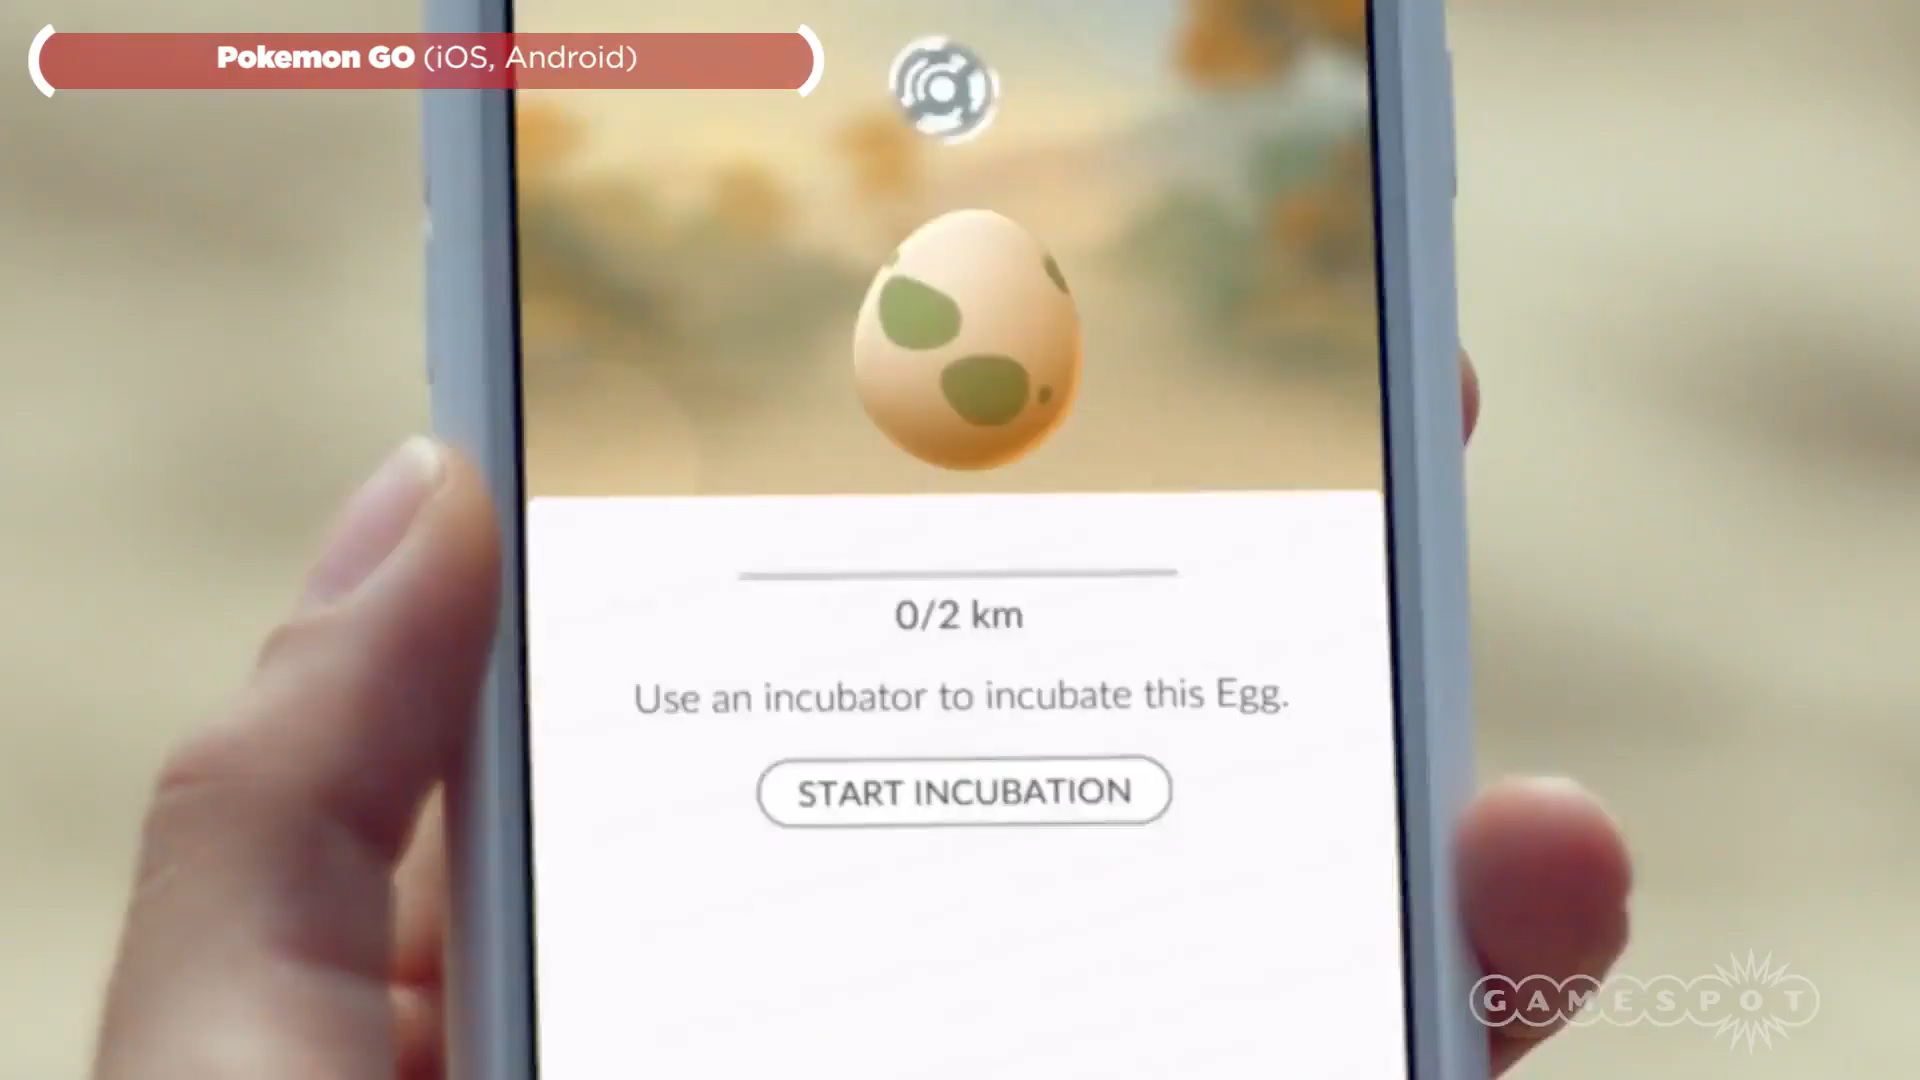 Pokemon GO (iOS, Android)
0/2 km
Use an incubator to incubate this Egg.
START INCUBATION
GAMESPOT